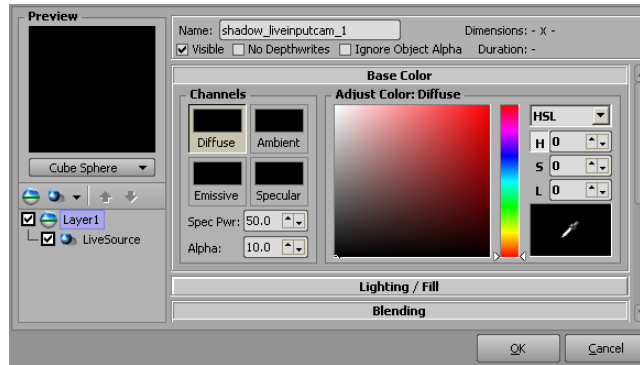 Preview
Name: shadow_liveinputcam_1 Dimensions: - x -
Visible No Depthwrites Ignore Object Alpha Duration: -
Base Color
Channels
Adjust Color: Diffuse
Diffuse Ambient
Emissive Specular
Spec Pwr: 50.0
Alpha: 10.0
HSL
H 0
S 0
L 0
Cube Sphere
Layer1
LiveSource
Lighting / Fill
Blending
OK Cancel